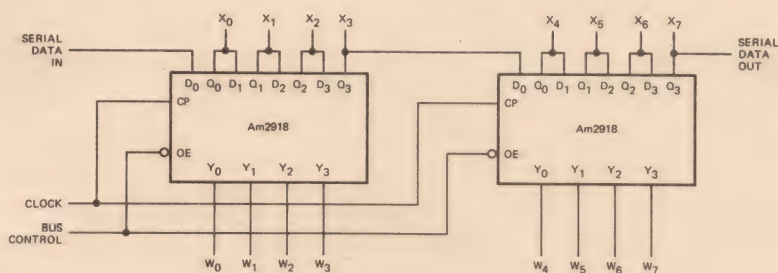 X0 X1 X2 X3 X4 X5 X6 X7
SERIAL
DATA
IN
SERIAL
DATA
OUT
D0 Q0 D1 Q1 D2 Q2 D3 Q3
D0 Q0 D1 Q1 D2 Q2 D3 Q3
CP
CP
Am2918
Am2918
OE
OE
Y0 Y1 Y2 Y3
Y4 Y5 Y2 Y3
CLOCK
BUS
CONTROL
W0 W1 W2 W3
W4 W5 W6 W7